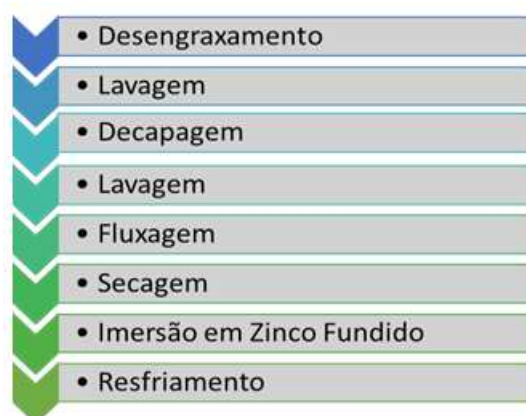 • Desengraxamento
• Lavagem
• Decapagem
• Lavagem
• Fluxagem
• Secagem
• Imersão em Zinco Fundido
• Resfriamento